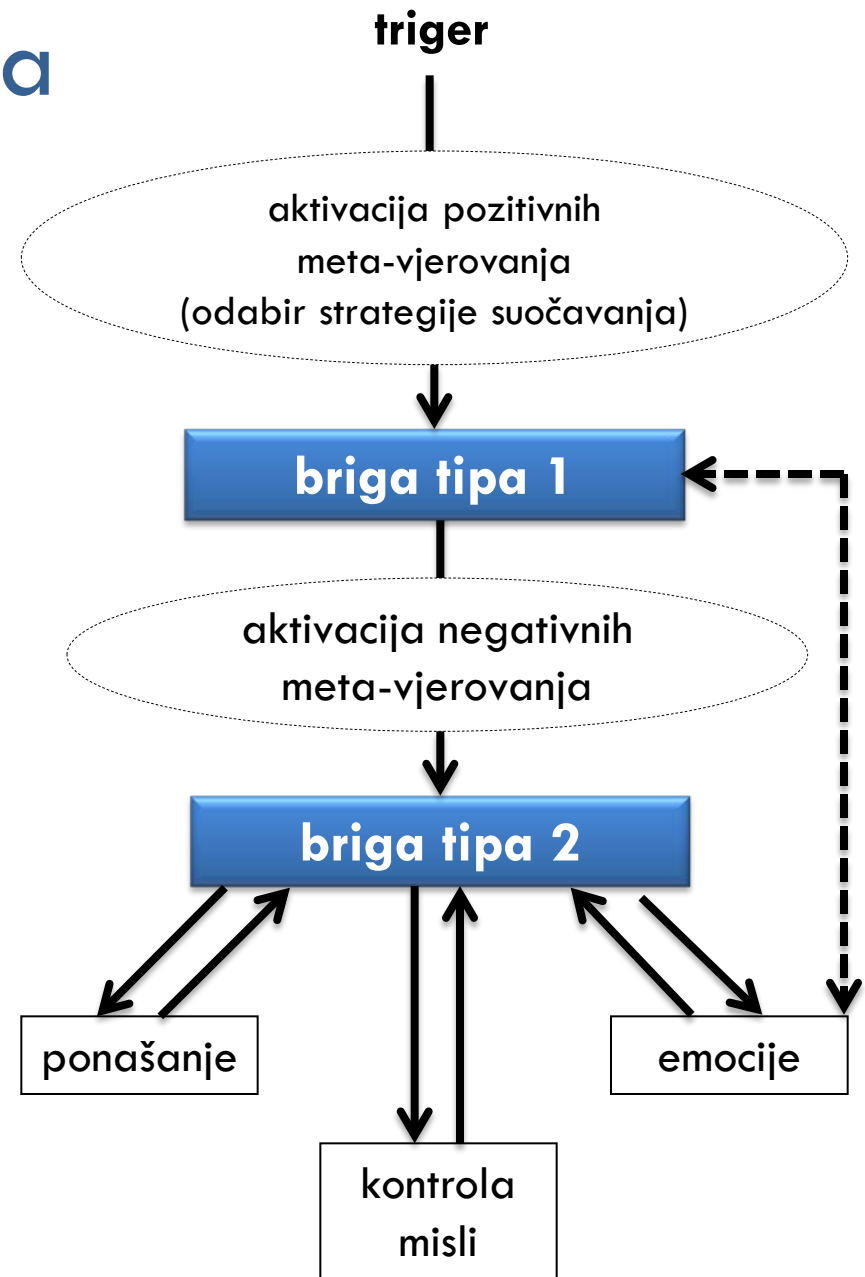 a
triger
aktivacija pozitivnih
meta-vjerovanja
(odabir strategije suočavanja)
briga tipa 1
aktivacija negativnih
meta-vjerovanja
briga tipa 2
ponašanje
emocije
kontrola
misli